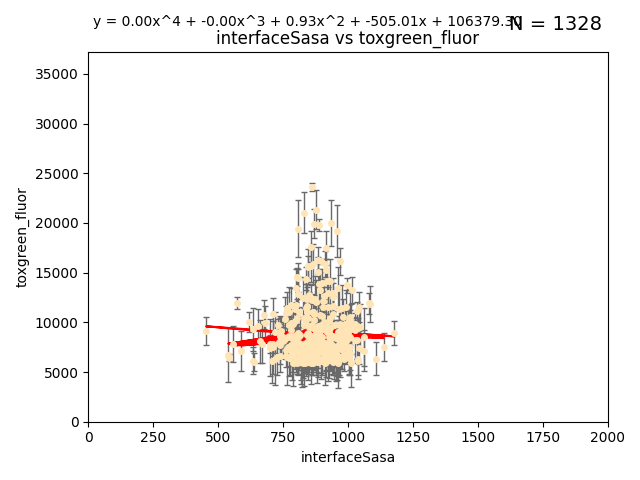 y = 0.00x^4 + -0.00x^3 + 0.93x^2 + -505.01x + 106379.30
N = 1328
interfaceSasa vs toxgreen_fluor
35000
30000
25000
20000
15000
10000
5000
0
toxgreen_fluor
0 250 500 750 1000 1250 1500 1750 2000
interfaceSasa